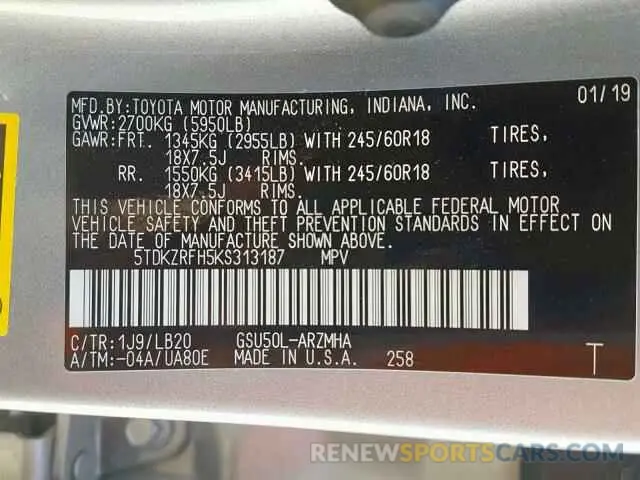 MFD.BY:TOYOTA MOTOR MANUFACTURING, INDIANA, INC. 01/19
GVWR:2700KG (5950LB)
GAWR:FRT. 1345KG (2955LB) WITH 245/60R18 TIRES,
18X7.5J RIMS.
RR. 1550KG (3415LB) WITH 245/60R18 TIRES,
18X7.5J RIMS.
THIS VEHICLE CONFORMS TO ALL APPLICABLE FEDERAL MOTOR
VEHICLE SAFETY AND THEFT PREVENTION STANDARDS IN EFFECT ON
THE DATE OF MANUFACTURE SHOWN ABOVE.
5TDKZRFH5KS313187 MPV
C/TR:1J9/LB20 GSU50L-ARZMHA
A/TM:-04A/UA80E MADE IN U.S.A. 258 T
RENEWSPORTSCARS.COM